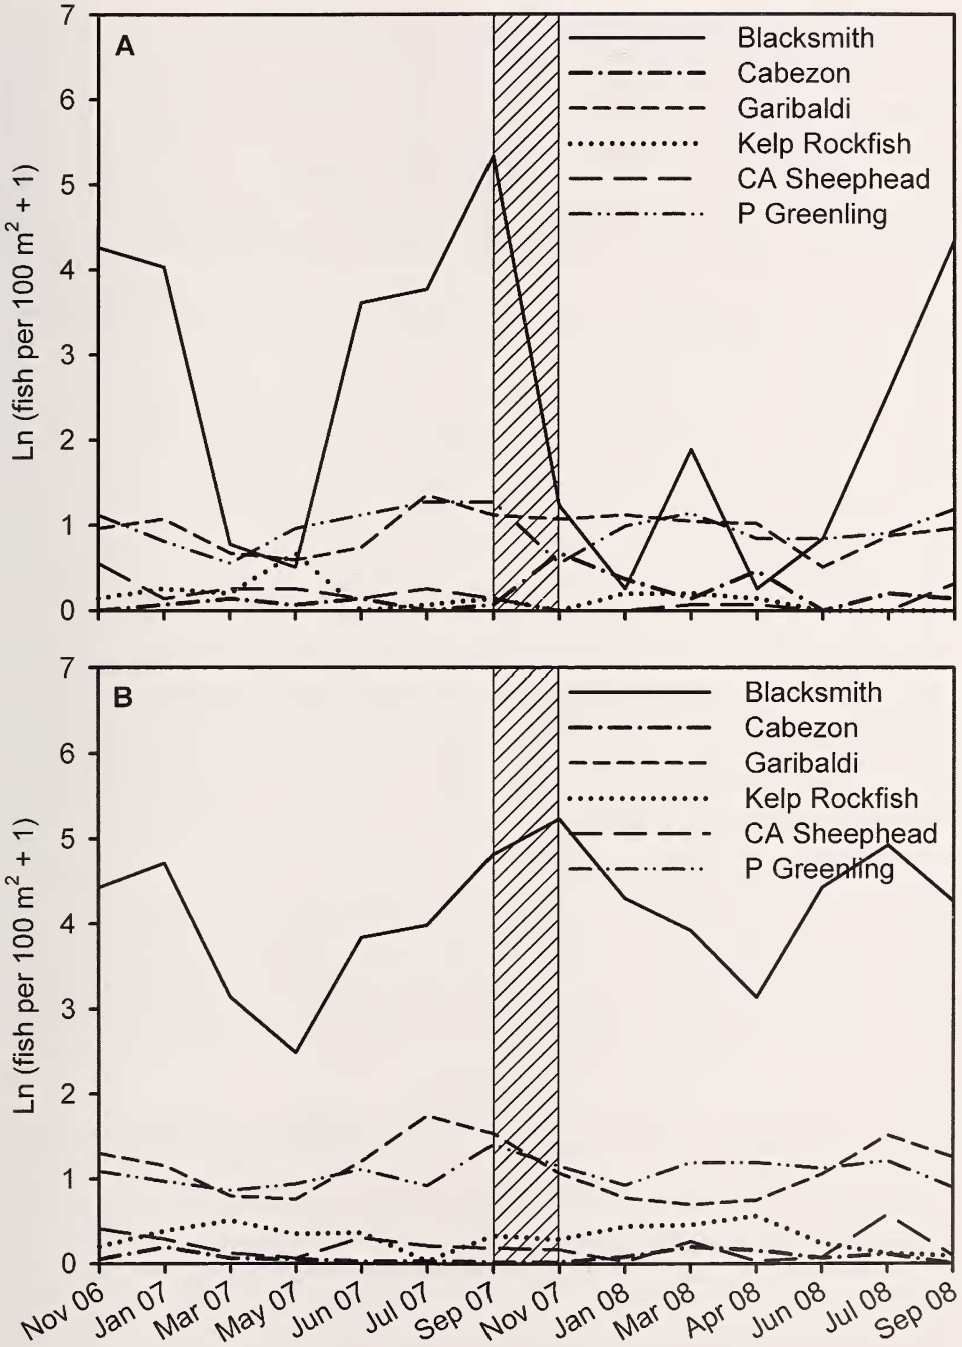 A
7
6
5
4
3
2
1
0
Ln (fish per 100 m² + 1)
Blacksmith
Cabezon
Garibaldi
Kelp Rockfish
CA Sheephead
P Greenling
B
7
6
5
4
3
2
1
0
Ln (fish per 100 m² + 1)
Blacksmith
Cabezon
Garibaldi
Kelp Rockfish
CA Sheephead
P Greenling
Nov 06
Jan 07
Mar 07
May 07
Jun 07
Jul 07
Sep 07
Nov 07
Jan 08
Mar 08
Apr 08
Jun 08
Jul 08
Sep 08